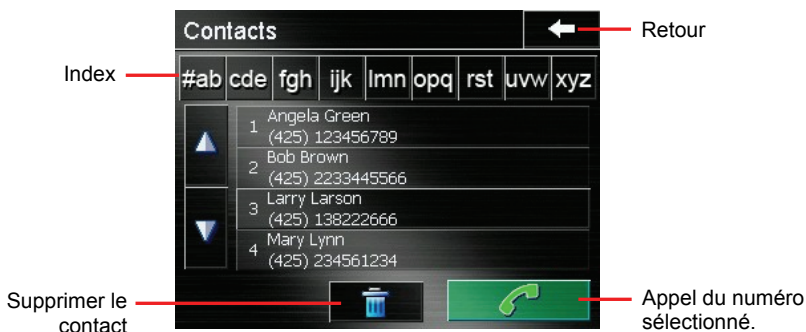 Contacts
Retour
Index
#ab cde fgh ijk lmn opq rst uvw xyz
1 Angela Green
(425) 123456789
2 Bob Brown
(425) 2233445566
3 Larry Larson
(425) 138222666
4 Mary Lynn
(425) 234561234
Supprimer le
contact
Appel du numéro
sélectionné.